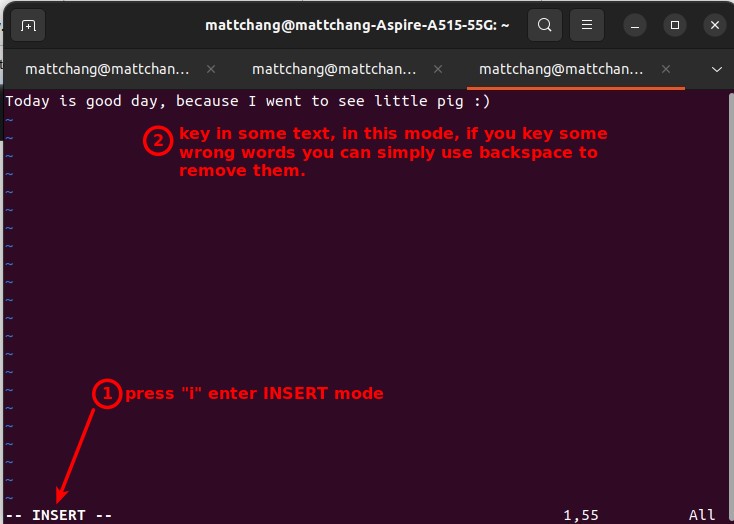 mattchang@mattchang-Aspire-A515-55G: ~
mattchang@mattchan... mattchang@mattchan... mattchang@mattchan...
Today is good day, because I went to see little pig :)
~
2 key in some text, in this mode, if you key some
wrong words you can simply use backspace to
remove them.
~
~
~
~
~
~
~
~
~
~
~
~
~
~
1 press "i" enter INSERT mode
~
~
~
~
~
~
~
-- INSERT -- 1,55 All